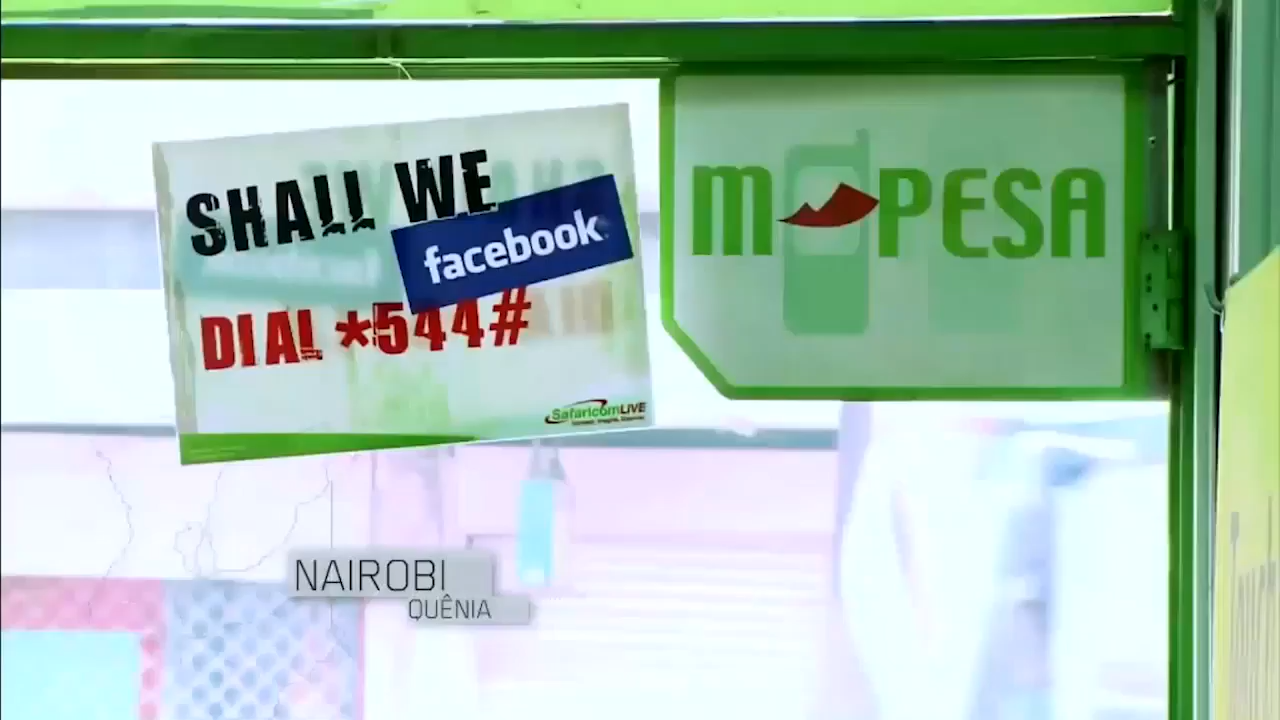 SHALL WE
facebook
DIAL *544#
SafaricomLIVE
M PESA
NAIROBI
QUÊNIA